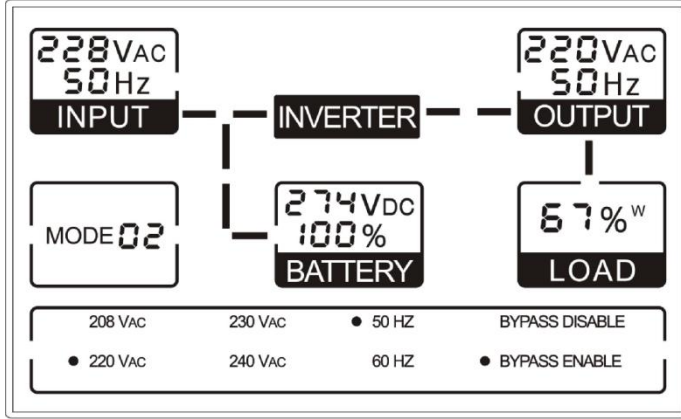 228VAC
50Hz
INPUT
INVERTER
220VAC
50Hz
OUTPUT
MODE 02
274VDC
100%
BATTERY
67%W
LOAD
208 VAC 230 VAC ● 50 HZ BYPASS DISABLE
● 220 VAC 240 VAC 60 HZ ● BYPASS ENABLE